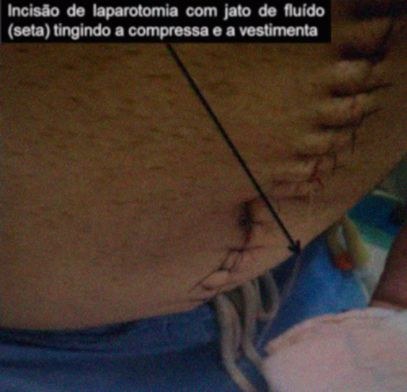 Incisão de laparotomia com jato de fluído
(seta) tingindo a compressa e a vestimenta